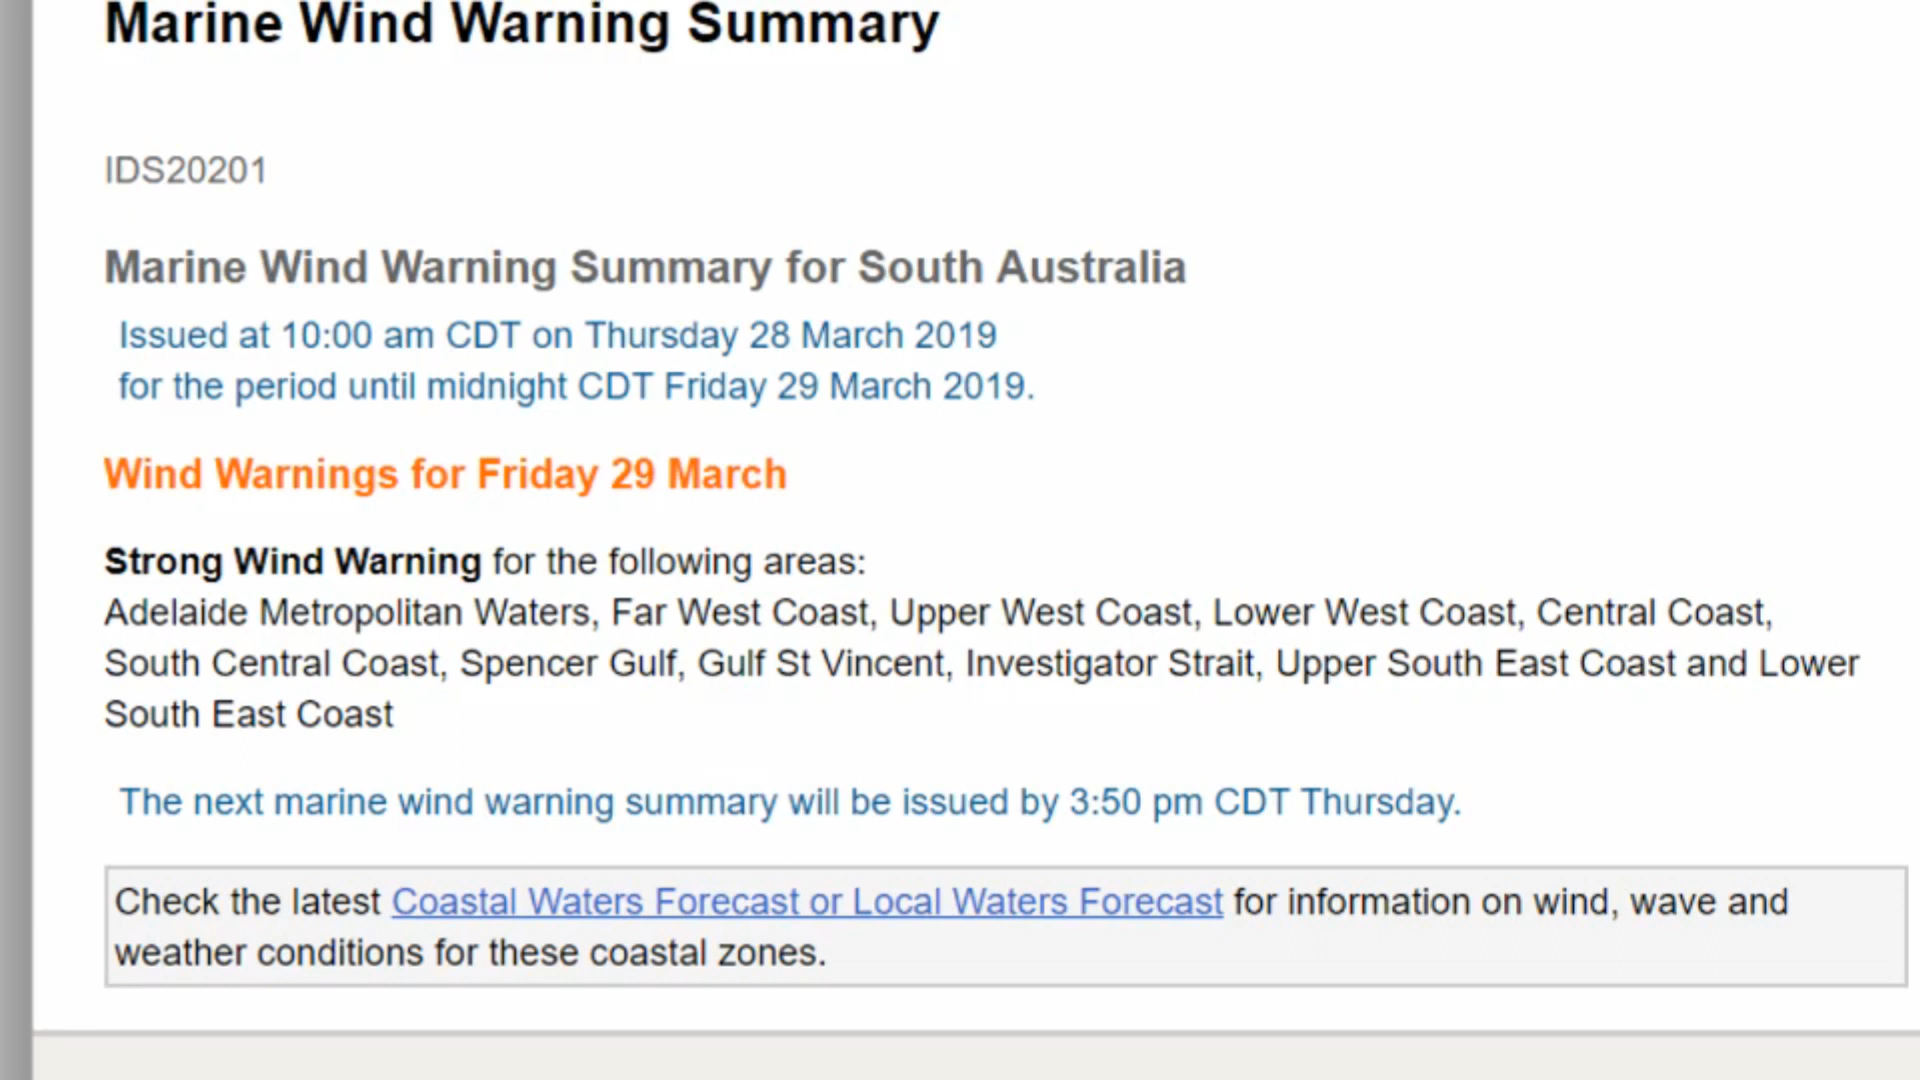 Marine Wind Warning Summary
IDS20201
Marine Wind Warning Summary for South Australia
Issued at 10:00 am CDT on Thursday 28 March 2019
for the period until midnight CDT Friday 29 March 2019.
Wind Warnings for Friday 29 March
Strong Wind Warning for the following areas:
Adelaide Metropolitan Waters, Far West Coast, Upper West Coast, Lower West Coast, Central Coast,
South Central Coast, Spencer Gulf, Gulf St Vincent, Investigator Strait, Upper South East Coast and Lower
South East Coast
The next marine wind warning summary will be issued by 3:50 pm CDT Thursday.
Check the latest Coastal Waters Forecast or Local Waters Forecast for information on wind, wave and
weather conditions for these coastal zones.